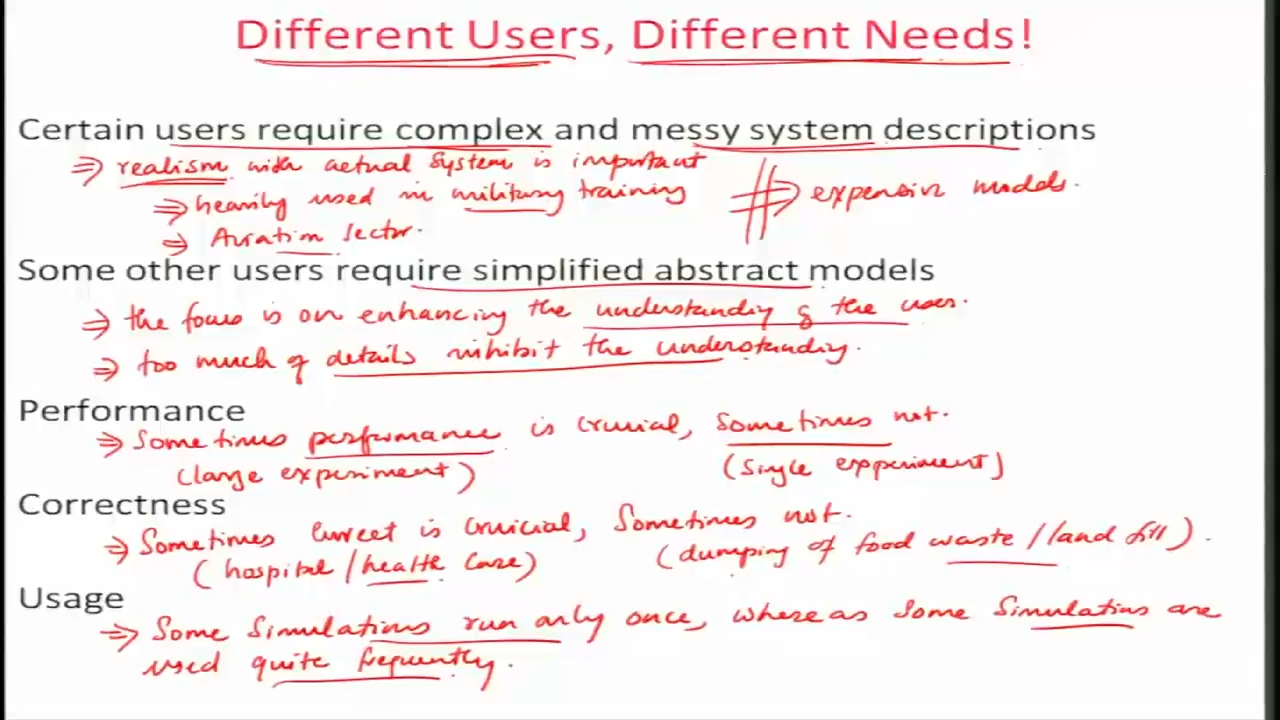 Different Users, Different Needs!
Certain users require complex and messy system descriptions
⇒ realism with actual system is important
⇒ heavily used in military training
⇒ expensive models.
⇒ Aviation sector.
Some other users require simplified abstract models
⇒ the focus is on enhancing the understanding of the user.
⇒ too much of details inhibit the understanding.
Performance
⇒ Sometimes performance is crucial, sometimes not.
(large experiment) (single expperiment)
Correctness
⇒ Sometimes correct is cruicial, Sometimes not.
(hospital / health care) (dumping of food waste / land fill).
Usage
⇒ Some simulations run only once, where as some simulations are
used quite frequently.